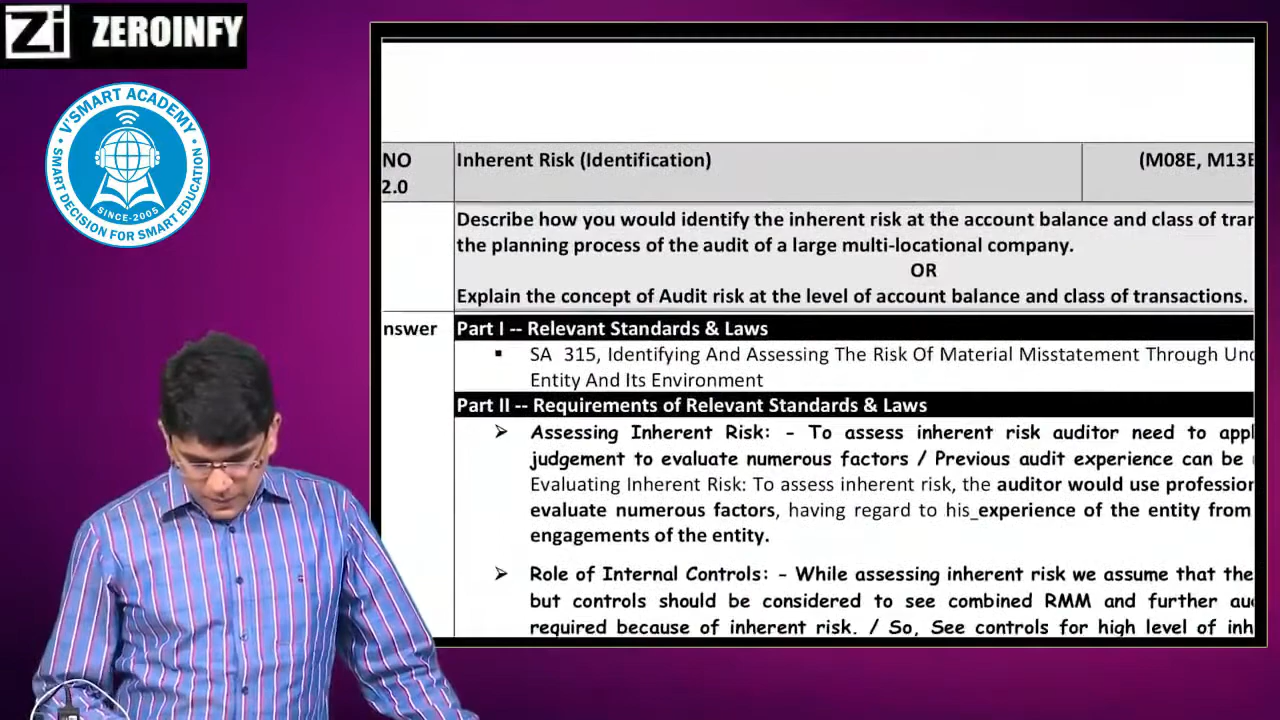 Zi ZEROINFY
V'SMART ACADEMY
SMART DECISION FOR SMART EDUCATION
SINCE-2005
NO Inherent Risk (Identification) (M08E, M13E
2.0
Describe how you would identify the inherent risk at the account balance and class of tran
the planning process of the audit of a large multi-locational company.
OR
Explain the concept of Audit risk at the level of account balance and class of transactions.
nswer Part I -- Relevant Standards & Laws
▪ SA 315, Identifying And Assessing The Risk Of Material Misstatement Through Und
Entity And Its Environment
Part II -- Requirements of Relevant Standards & Laws
➢ Assessing Inherent Risk: - To assess inherent risk auditor need to appl
judgement to evaluate numerous factors / Previous audit experience can be
Evaluating Inherent Risk: To assess inherent risk, the auditor would use profession
evaluate numerous factors, having regard to his experience of the entity from
engagements of the entity.
➢ Role of Internal Controls: - While assessing inherent risk we assume that the
but controls should be considered to see combined RMM and further au
required because of inherent risk. / So, See controls for high level of inh